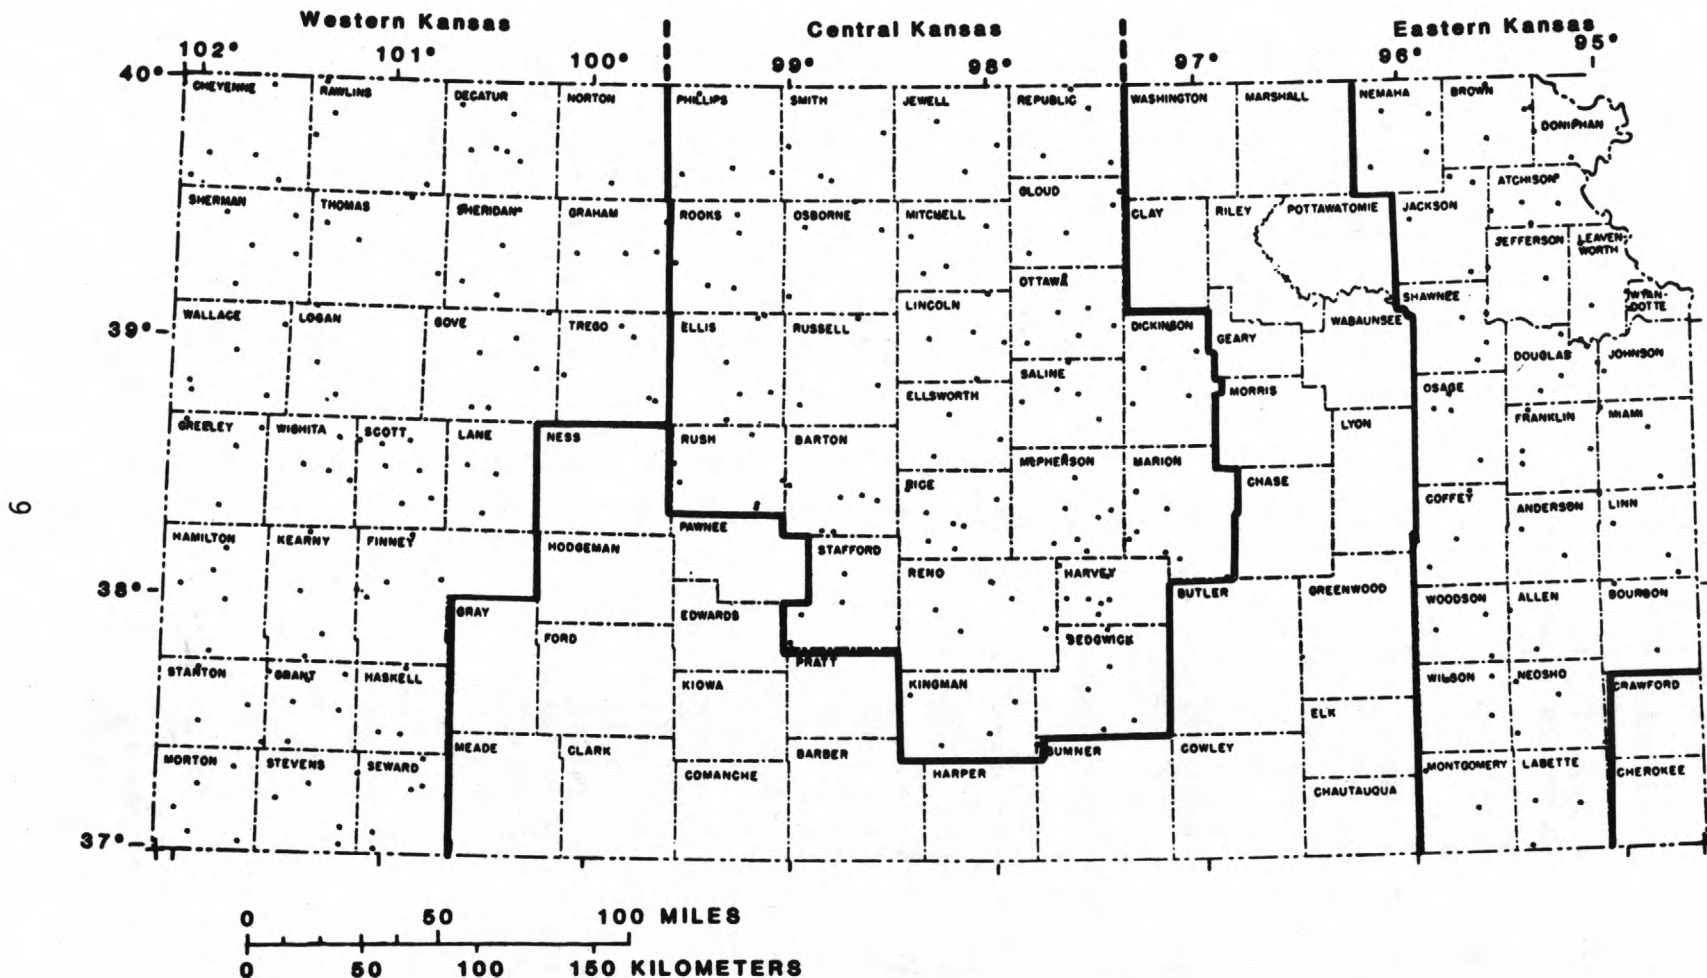 Western Kansas Central Kansas Eastern Kansas
102° 101° 100° 99° 98° 97° 96° 95°
40°
CHEYENNE RAWLINS DECATUR NORTON PHILLIPS SMITH JEWELL REPUBLIC WASHINGTON MARSHALL NEMAHA BROWN
DONIPHAN
SHERMAN THOMAS SHERIDAN GRAHAM ROOKS OSBORNE MITCHELL CLOUD CLAY RILEY POTTAWATOMIE JACKSON ATCHISON
JEFFERSON LEAVEN-
WORTH
39°
WALLACE LOGAN GOVE TREGO ELLIS RUSSELL LINCOLN OTTAWA DICKINSON GEARY WABAUNSEE SHAWNEE WYAN-
DOTTE
DOUGLAS JOHNSON
GREELEY WICHITA SCOTT LANE NESS RUSH BARTON ELLSWORTH SALINE MORRIS OSAGE FRANKLIN MIAMI
RICE McPHERSON MARION CHASE LYON COFFEY ANDERSON LINN
9
HAMILTON KEARNY FINNEY HODGEMAN PAWNEE STAFFORD RENO HARVEY
38°
GRAY FORD EDWARDS BUTLER GREENWOOD WOODSON ALLEN BOURBON
STANTON GRANT HASKELL KIOWA PRATT KINGMAN SEDGWICK ELK WILSON NEOSHO CRAWFORD
MORTON STEVENS SEWARD MEADE CLARK COMANCHE BARBER HARPER SUMNER COWLEY CHAUTAUQUA MONTGOMERY LABETTE CHEROKEE
37°
0 50 100 MILES
0 50 100 150 KILOMETERS